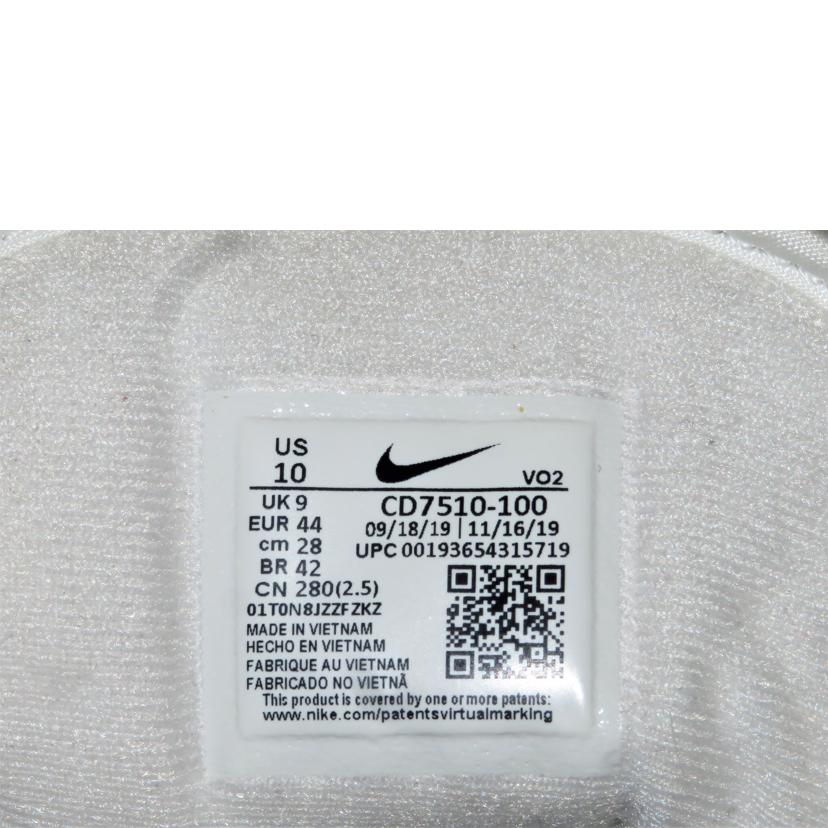 US
10
VO2
UK 9
CD7510-100
EUR 44
09/18/19 | 11/16/19
cm 28
UPC 00193654315719
BR 42
CN 280(2.5)
01T0N8JZZFZKZ
MADE IN VIETNAM
HECHO EN VIETNAM
FABRIQUE AU VIETNAM
FABRICADO NO VIETNÃ
This product is covered by one or more patents:
www.nike.com/patentsvirtualmarking